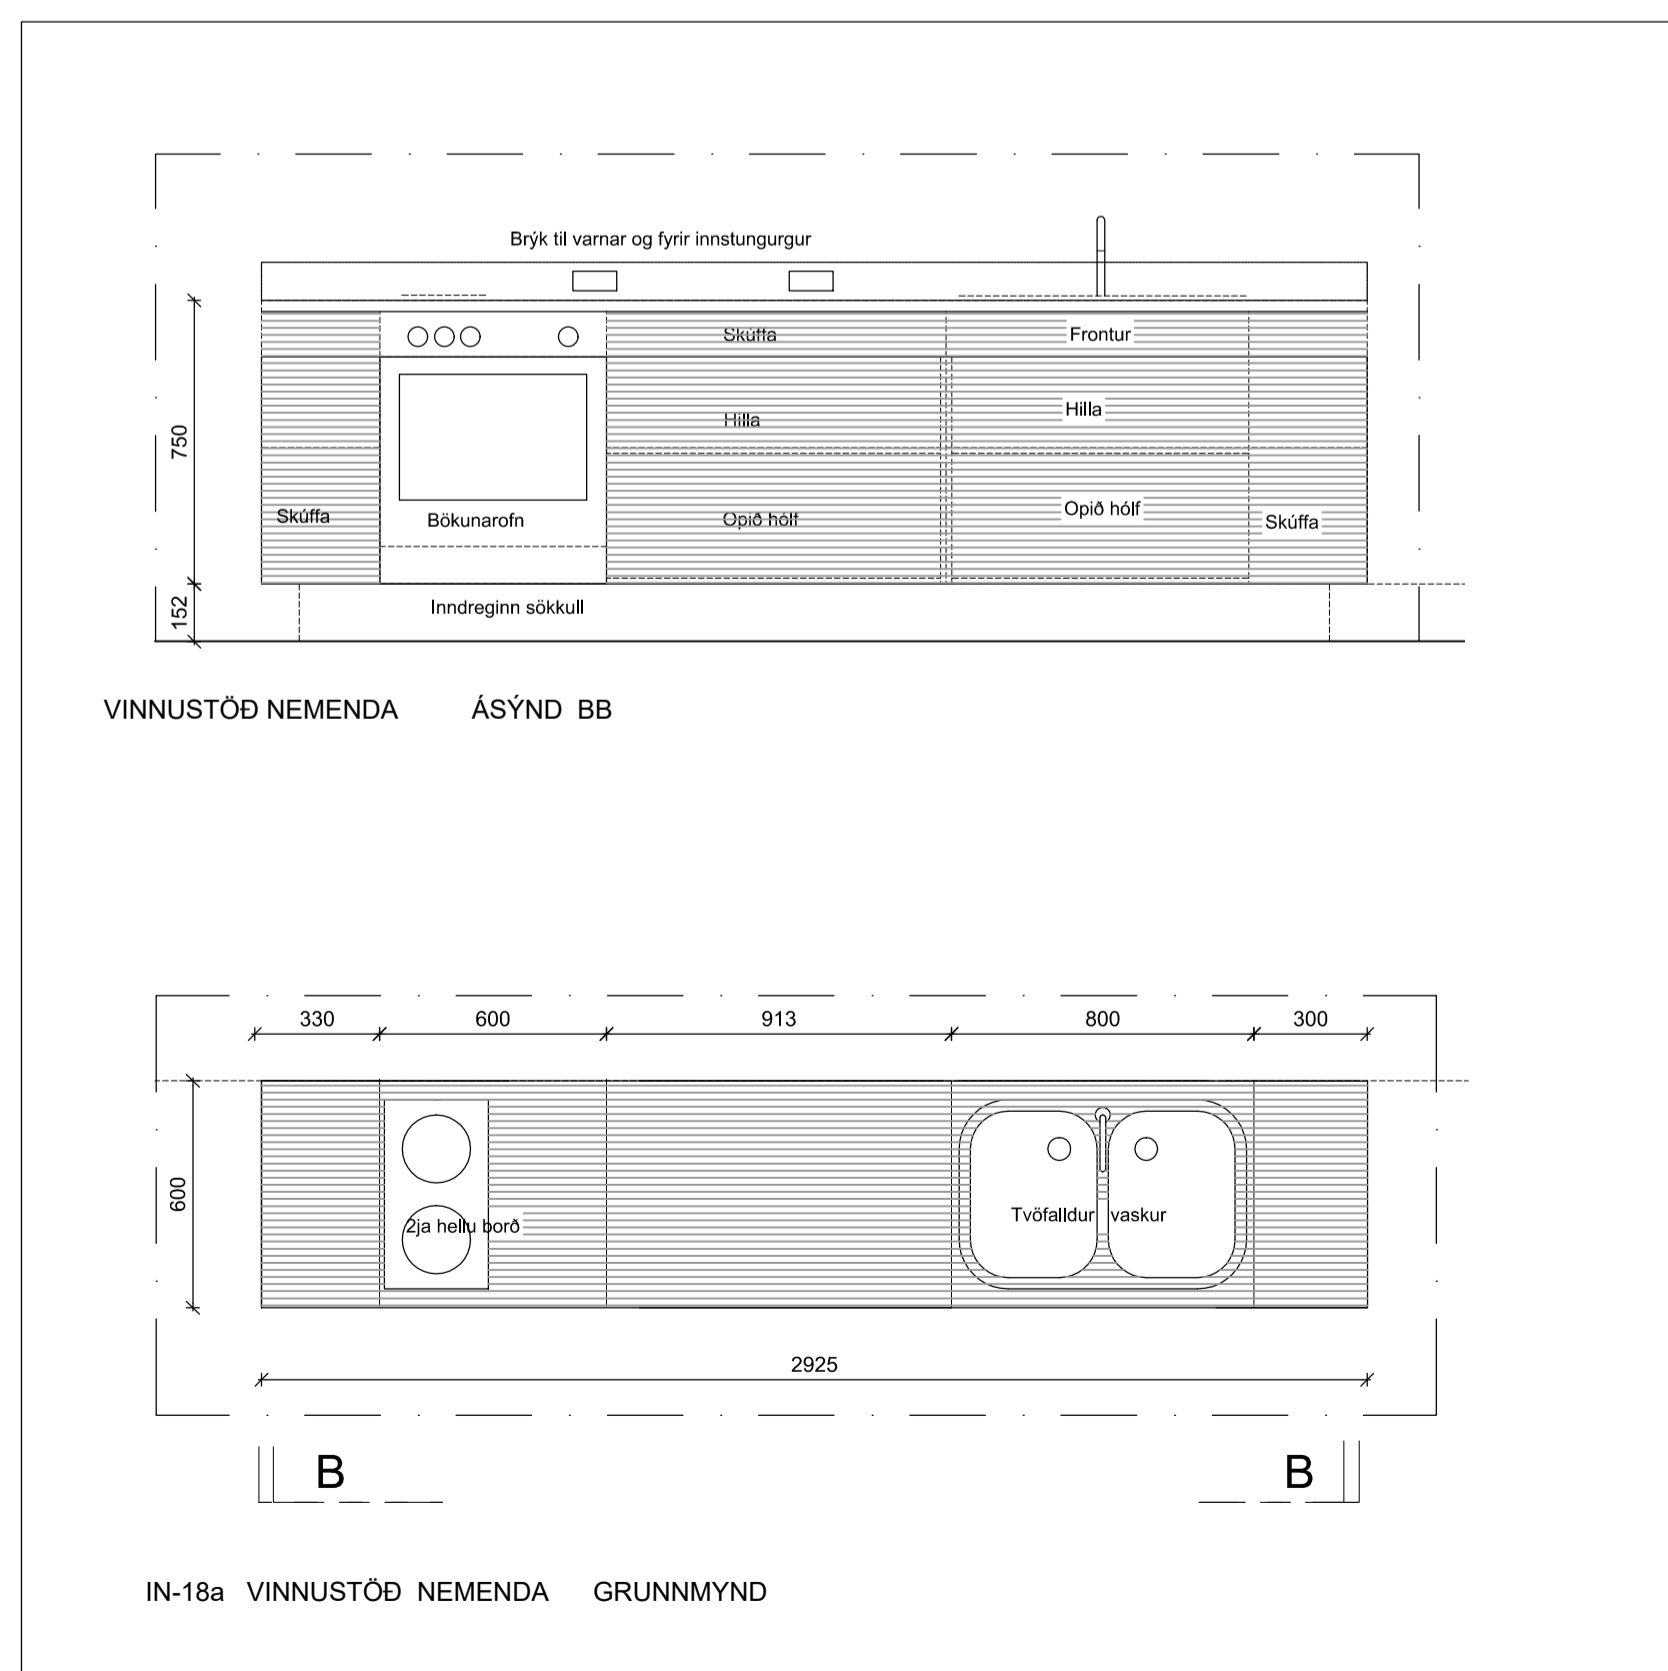 Brýk til varnar og fyrir innstungurgur
Skúffa
Frontur
Hilla
Hilla
750
Skúffa
Bökunarofn
Opið hólf
Opið hólf
Skúffa
152
Inndreginn sökkull
VINNUSTÖÐ NEMENDA ÁSÝND BB
330 600 913 800 300
600
2ja hellu borð
Tvöfalldur vaskur
2925
B B
IN-18a VINNUSTÖÐ NEMENDA GRUNNMYND